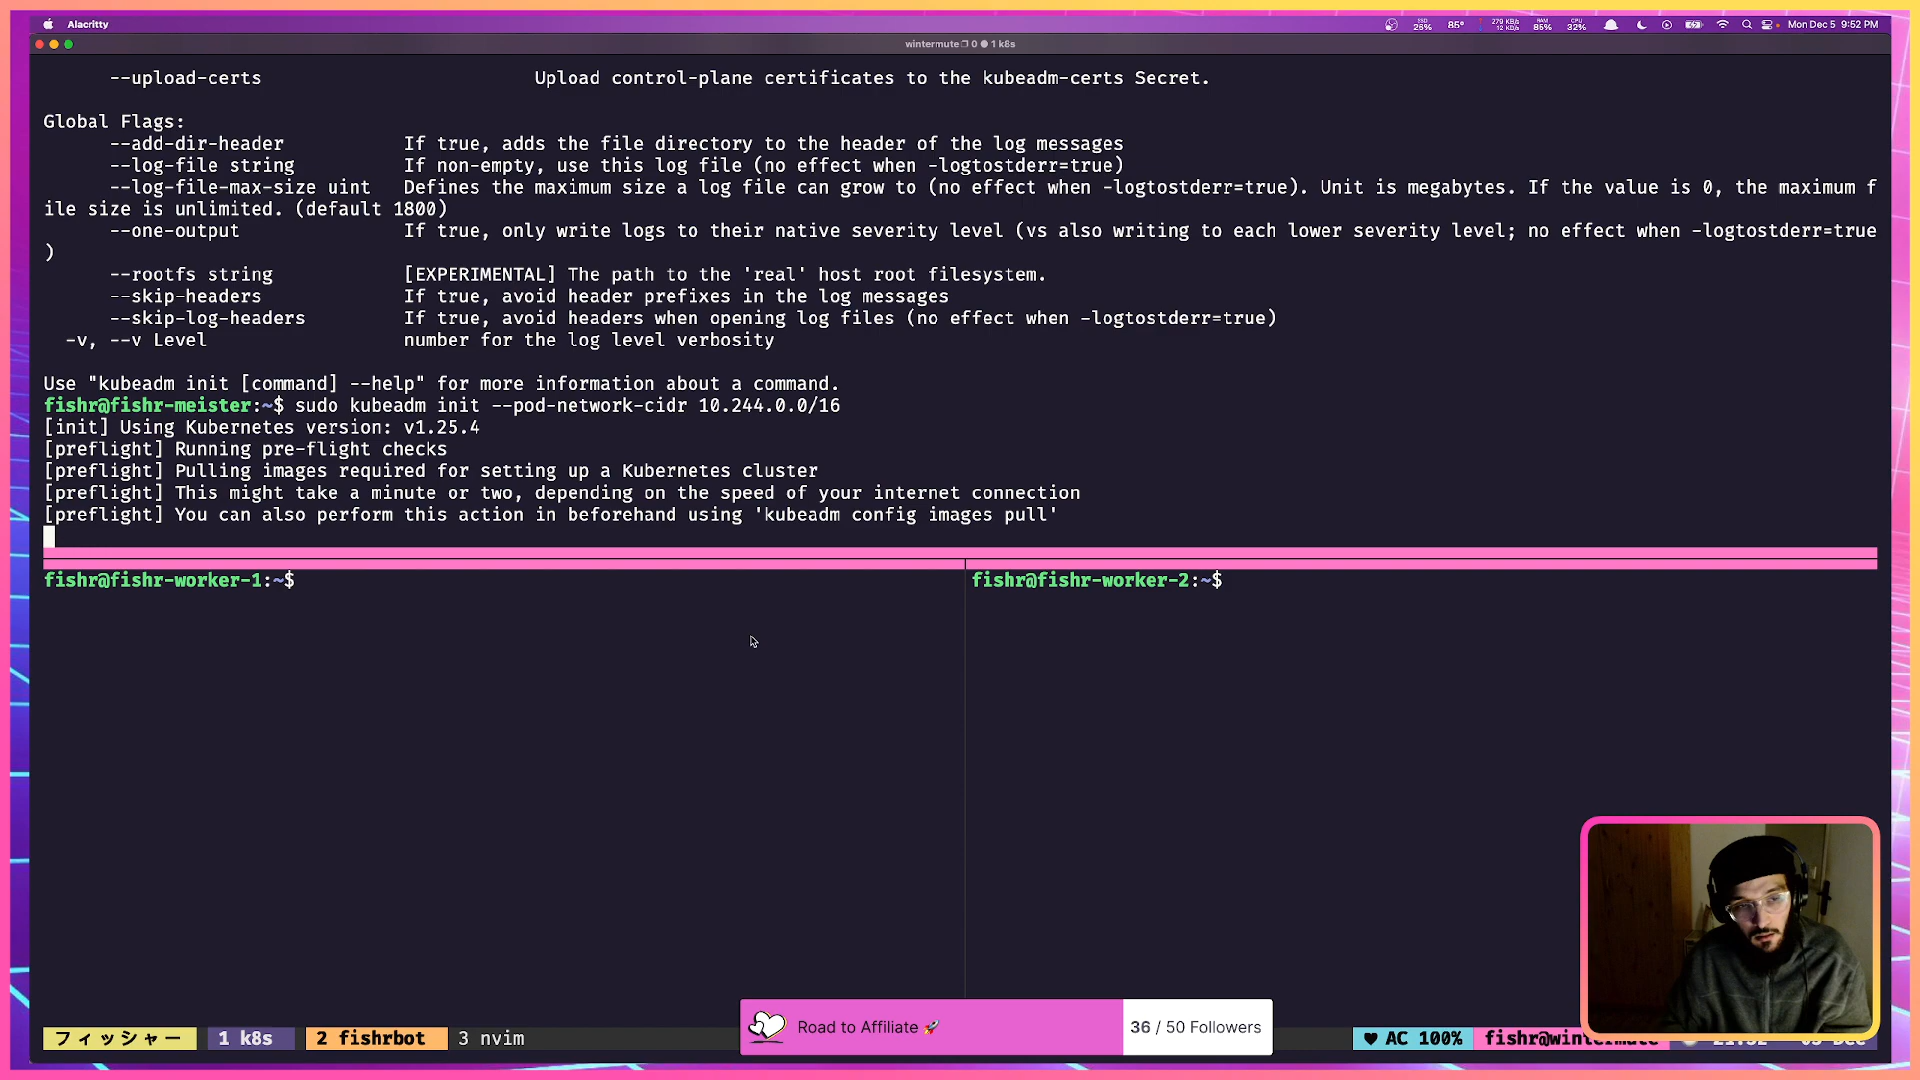 Alacritty
SSD
26%
85°
279 KB/s
12 KB/s
RAM
85%
CPU
32%
Mon Dec 5 9:52 PM
wintermute 0 ● 1 k8s
--upload-certs Upload control-plane certificates to the kubeadm-certs Secret.
Global Flags:
--add-dir-header If true, adds the file directory to the header of the log messages
--log-file string If non-empty, use this log file (no effect when -logtostderr=true)
--log-file-max-size uint Defines the maximum size a log file can grow to (no effect when -logtostderr=true). Unit is megabytes. If the value is 0, the maximum f
ile size is unlimited. (default 1800)
--one-output If true, only write logs to their native severity level (vs also writing to each lower severity level; no effect when -logtostderr=true
)
--rootfs string [EXPERIMENTAL] The path to the 'real' host root filesystem.
--skip-headers If true, avoid header prefixes in the log messages
--skip-log-headers If true, avoid headers when opening log files (no effect when -logtostderr=true)
-v, --v Level number for the log level verbosity
Use "kubeadm init [command] --help" for more information about a command.
fishr@fishr-meister:~$ sudo kubeadm init --pod-network-cidr 10.244.0.0/16
[init] Using Kubernetes version: v1.25.4
[preflight] Running pre-flight checks
[preflight] Pulling images required for setting up a Kubernetes cluster
[preflight] This might take a minute or two, depending on the speed of your internet connection
[preflight] You can also perform this action in beforehand using 'kubeadm config images pull'
fishr@fishr-worker-1:~$
fishr@fishr-worker-2:~$
Road to Affiliate 🚀 36 / 50 Followers
フィッシャー 1 k8s 2 fishrbot 3 nvim
♥ AC 100% fishr@wintermute